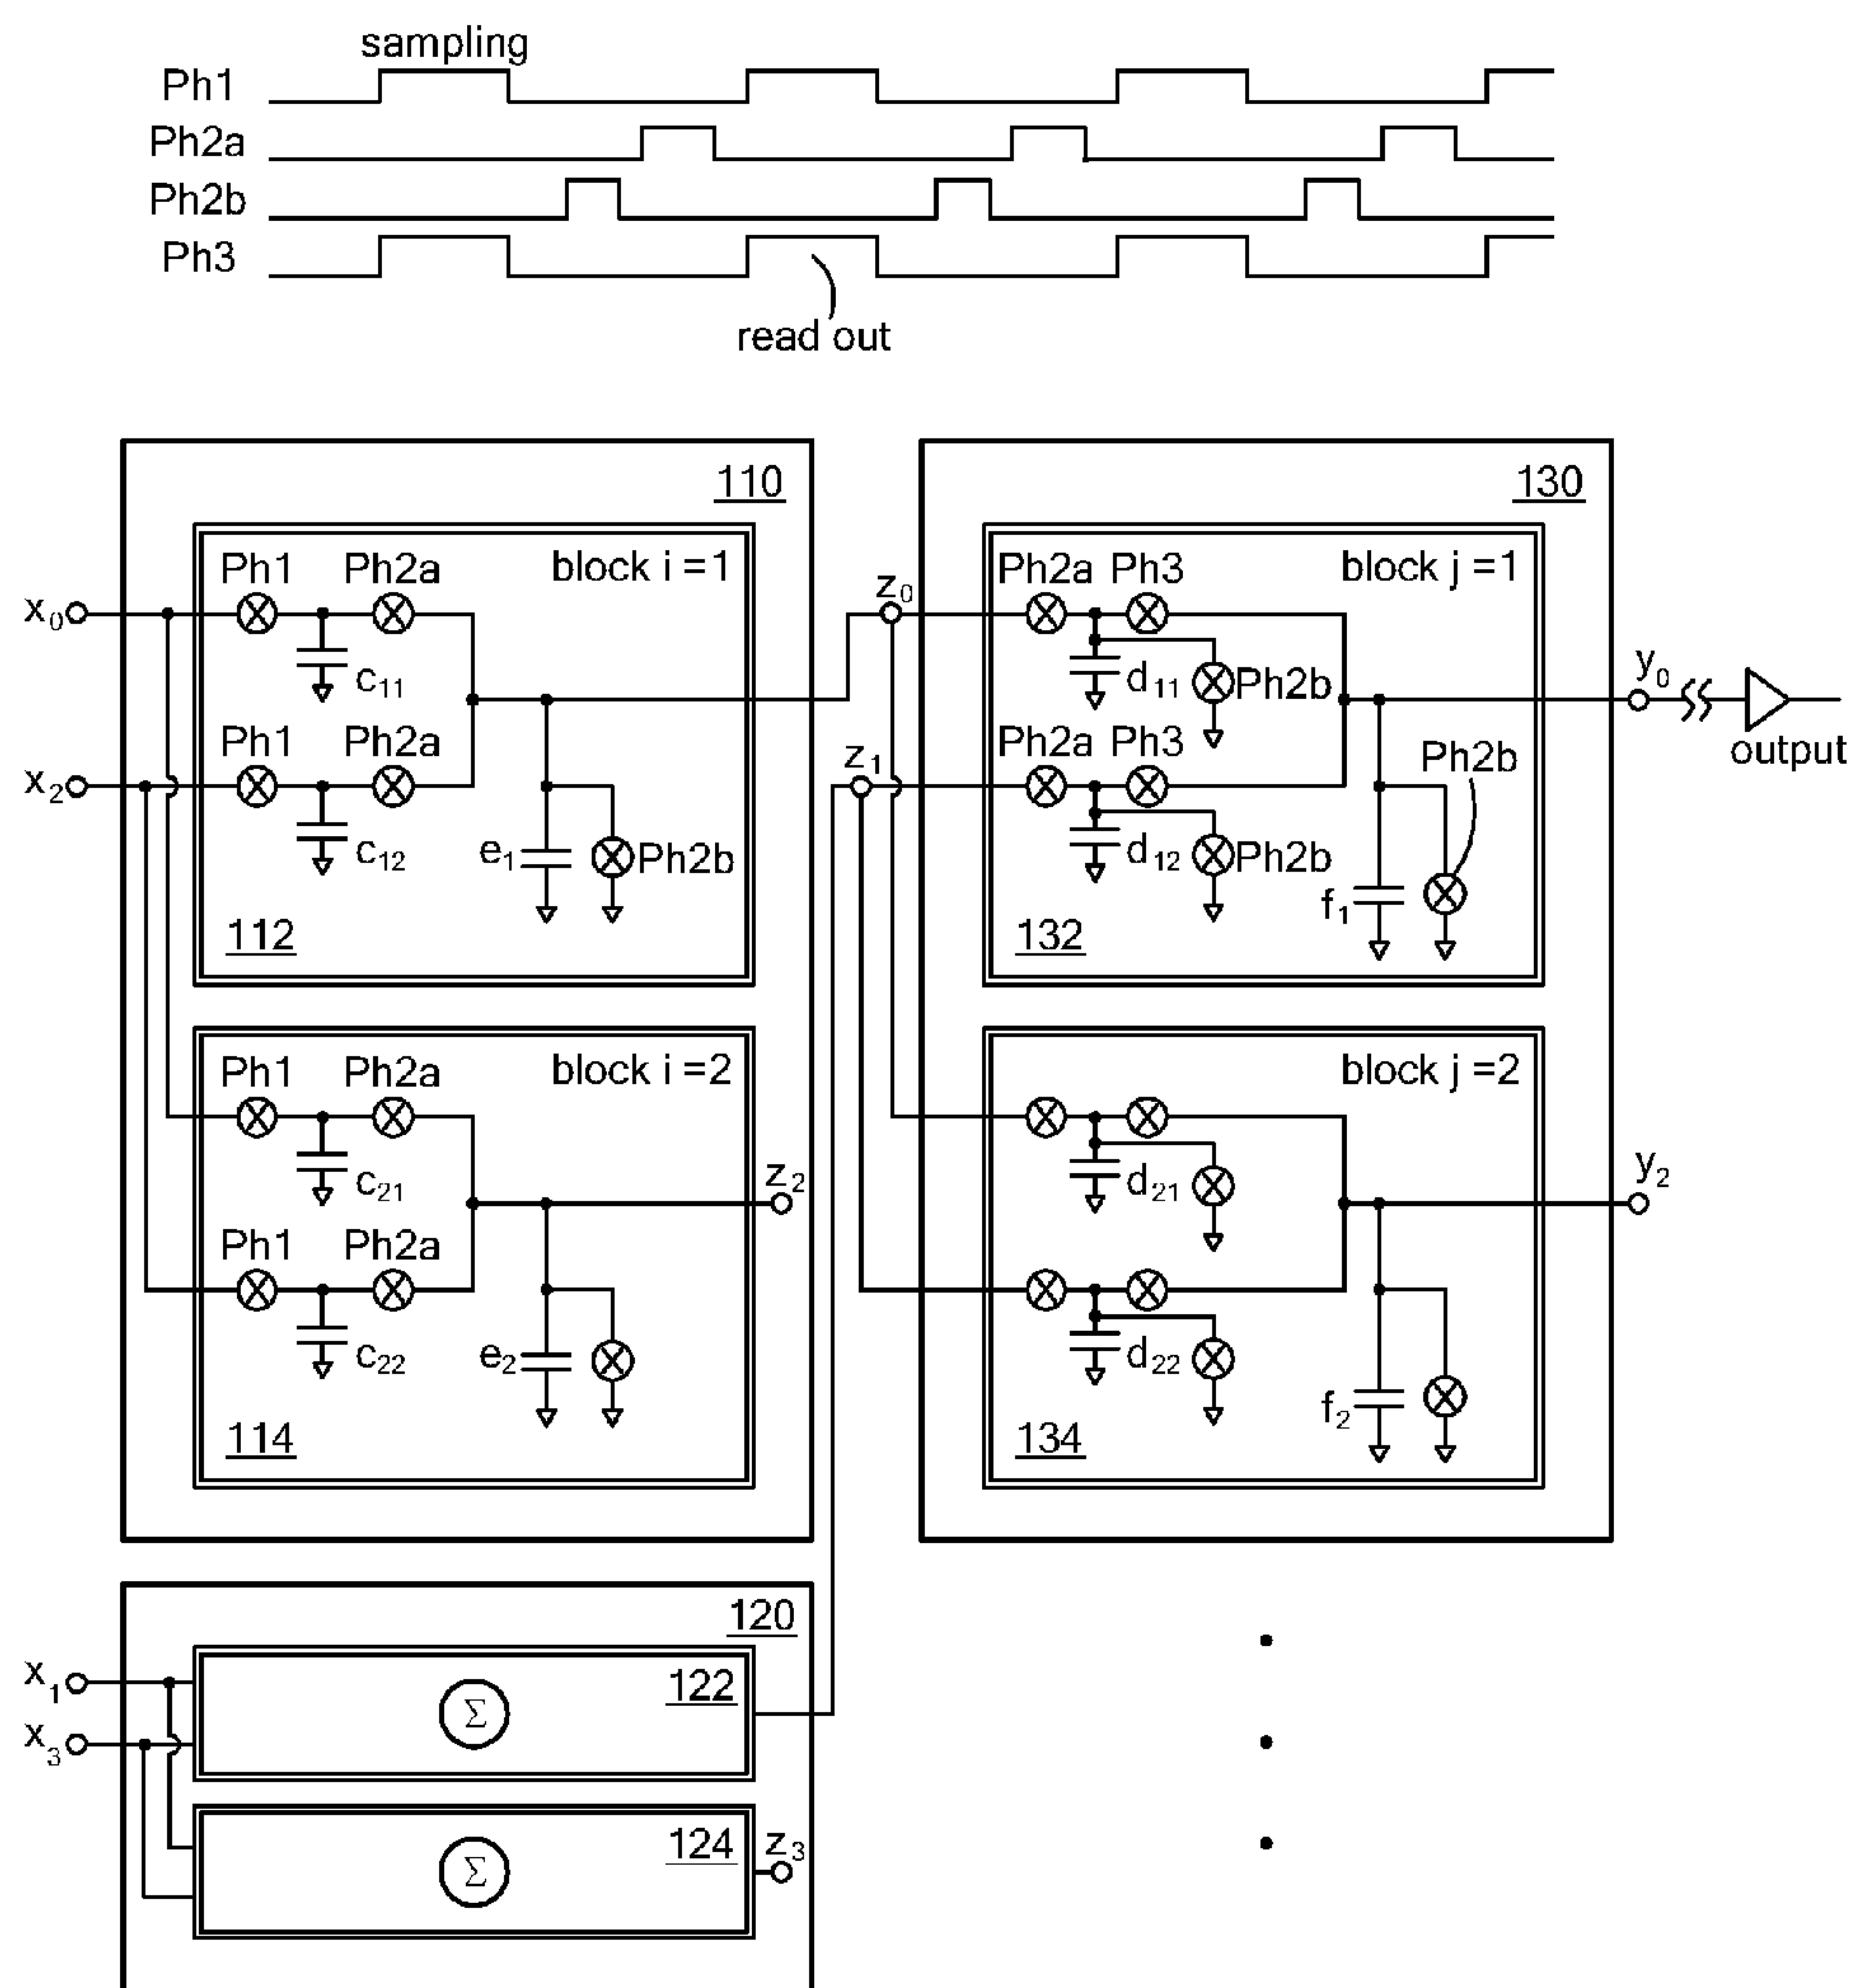 sampling
Ph1
Ph2a
Ph2b
Ph3
read out
110
block i =1
Ph1 Ph2a
x₀
c₁₁
Ph1 Ph2a
x₂
c₁₂
e₁
Ph2b
112
block i =2
Ph1 Ph2a
c₂₁
z₂
Ph1 Ph2a
c₂₂
e₂
114
z₀
z₁
130
block j =1
Ph2a Ph3
d₁₁
Ph2b
Ph2a Ph3
d₁₂
Ph2b
f₁
Ph2b
132
y₀
output
block j =2
d₂₁
y₂
d₂₂
f₂
134
120
x₁
x₃
Σ
122
Σ
124
z₃